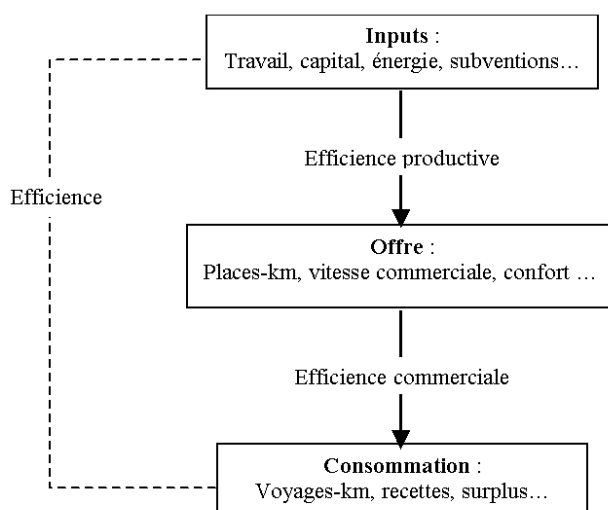 Inputs :
Travail, capital, énergie, subventions…
Efficience productive
Efficience
Offre :
Places-km, vitesse commerciale, confort …
Efficience commerciale
Consommation :
Voyages-km, recettes, surplus…